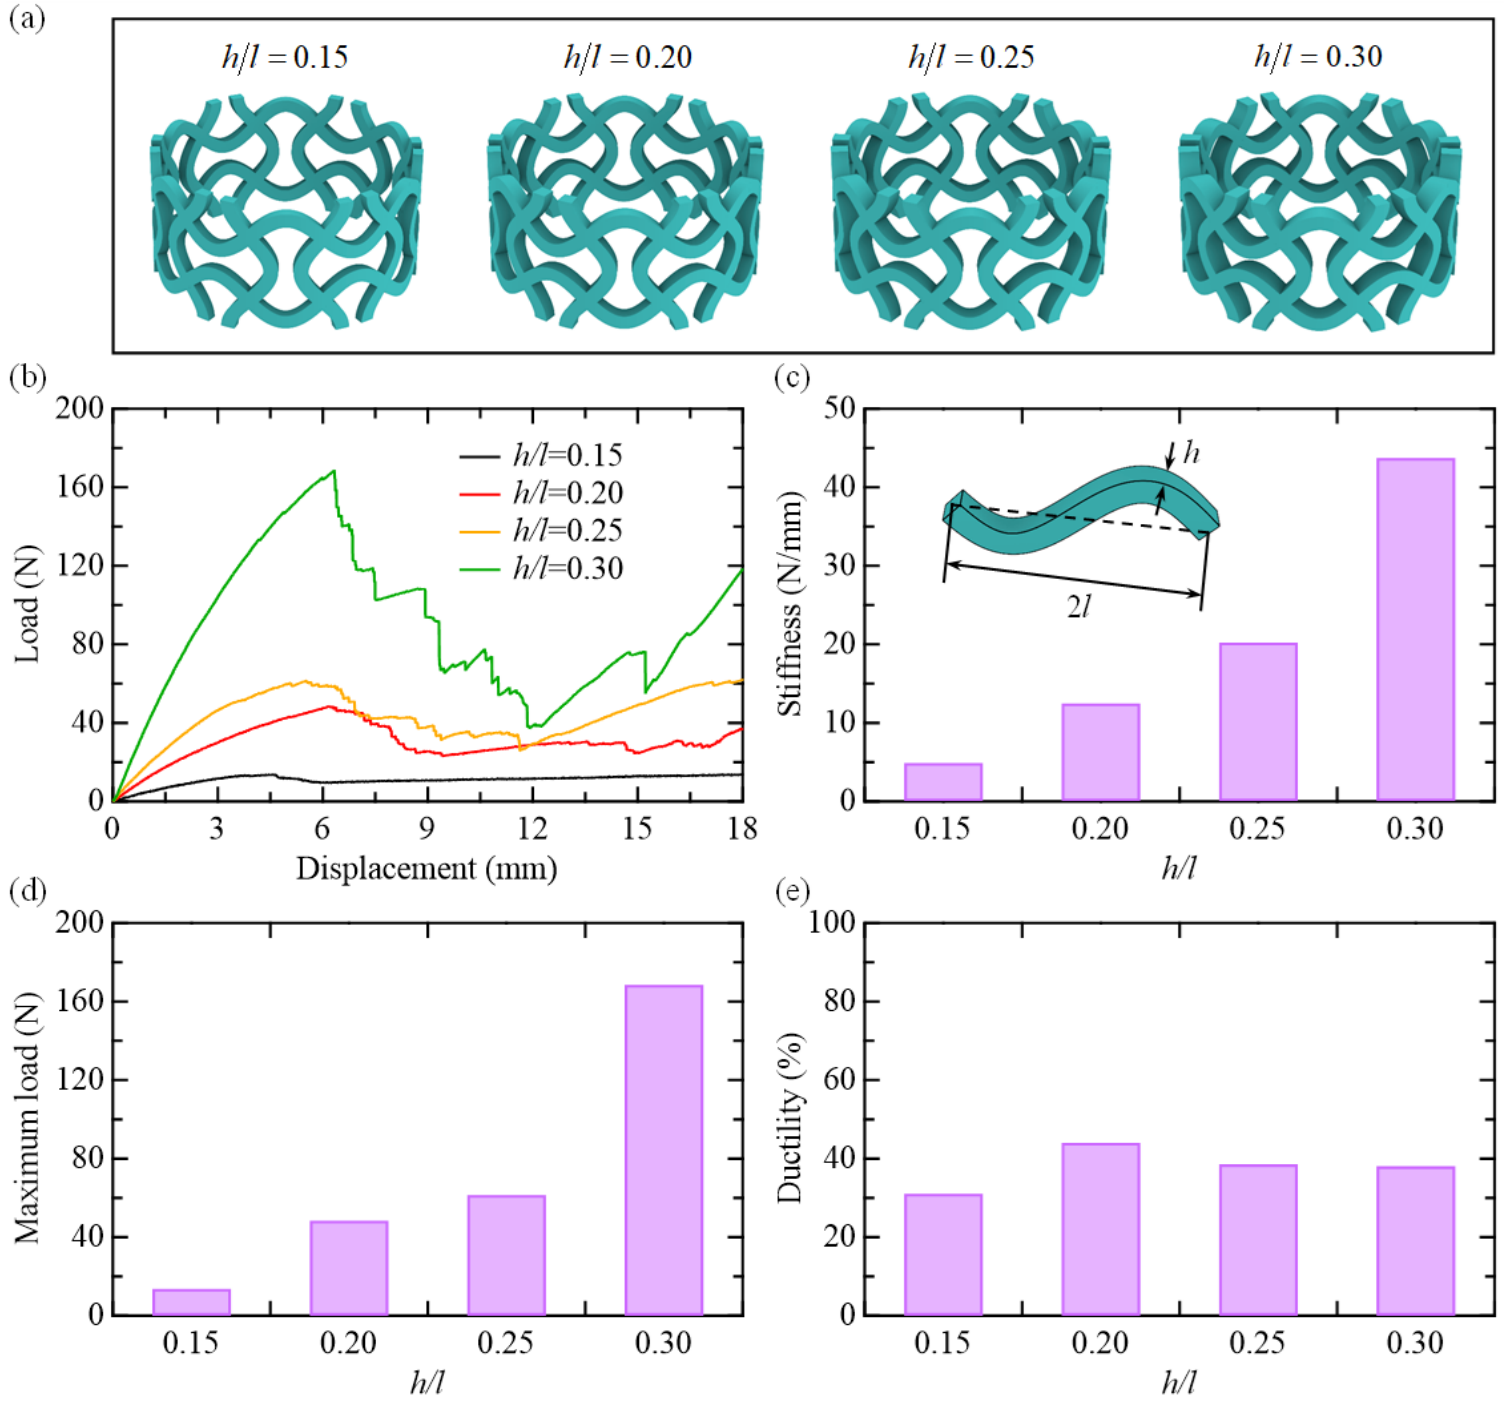 (a)
h/l = 0.15
h/l = 0.20
h/l = 0.25
h/l = 0.30
(b)
200
160
120
80
40
0
0
3
6
9
12
15
18
Load (N)
Displacement (mm)
h/l=0.15
h/l=0.20
h/l=0.25
h/l=0.30
(c)
50
40
30
20
10
0
0.15
0.20
0.25
0.30
Stiffness (N/mm)
h/l
h
2l
(d)
200
160
120
80
40
0
0.15
0.20
0.25
0.30
Maximum load (N)
h/l
(e)
100
80
60
40
20
0
0.15
0.20
0.25
0.30
Ductility (%)
h/l